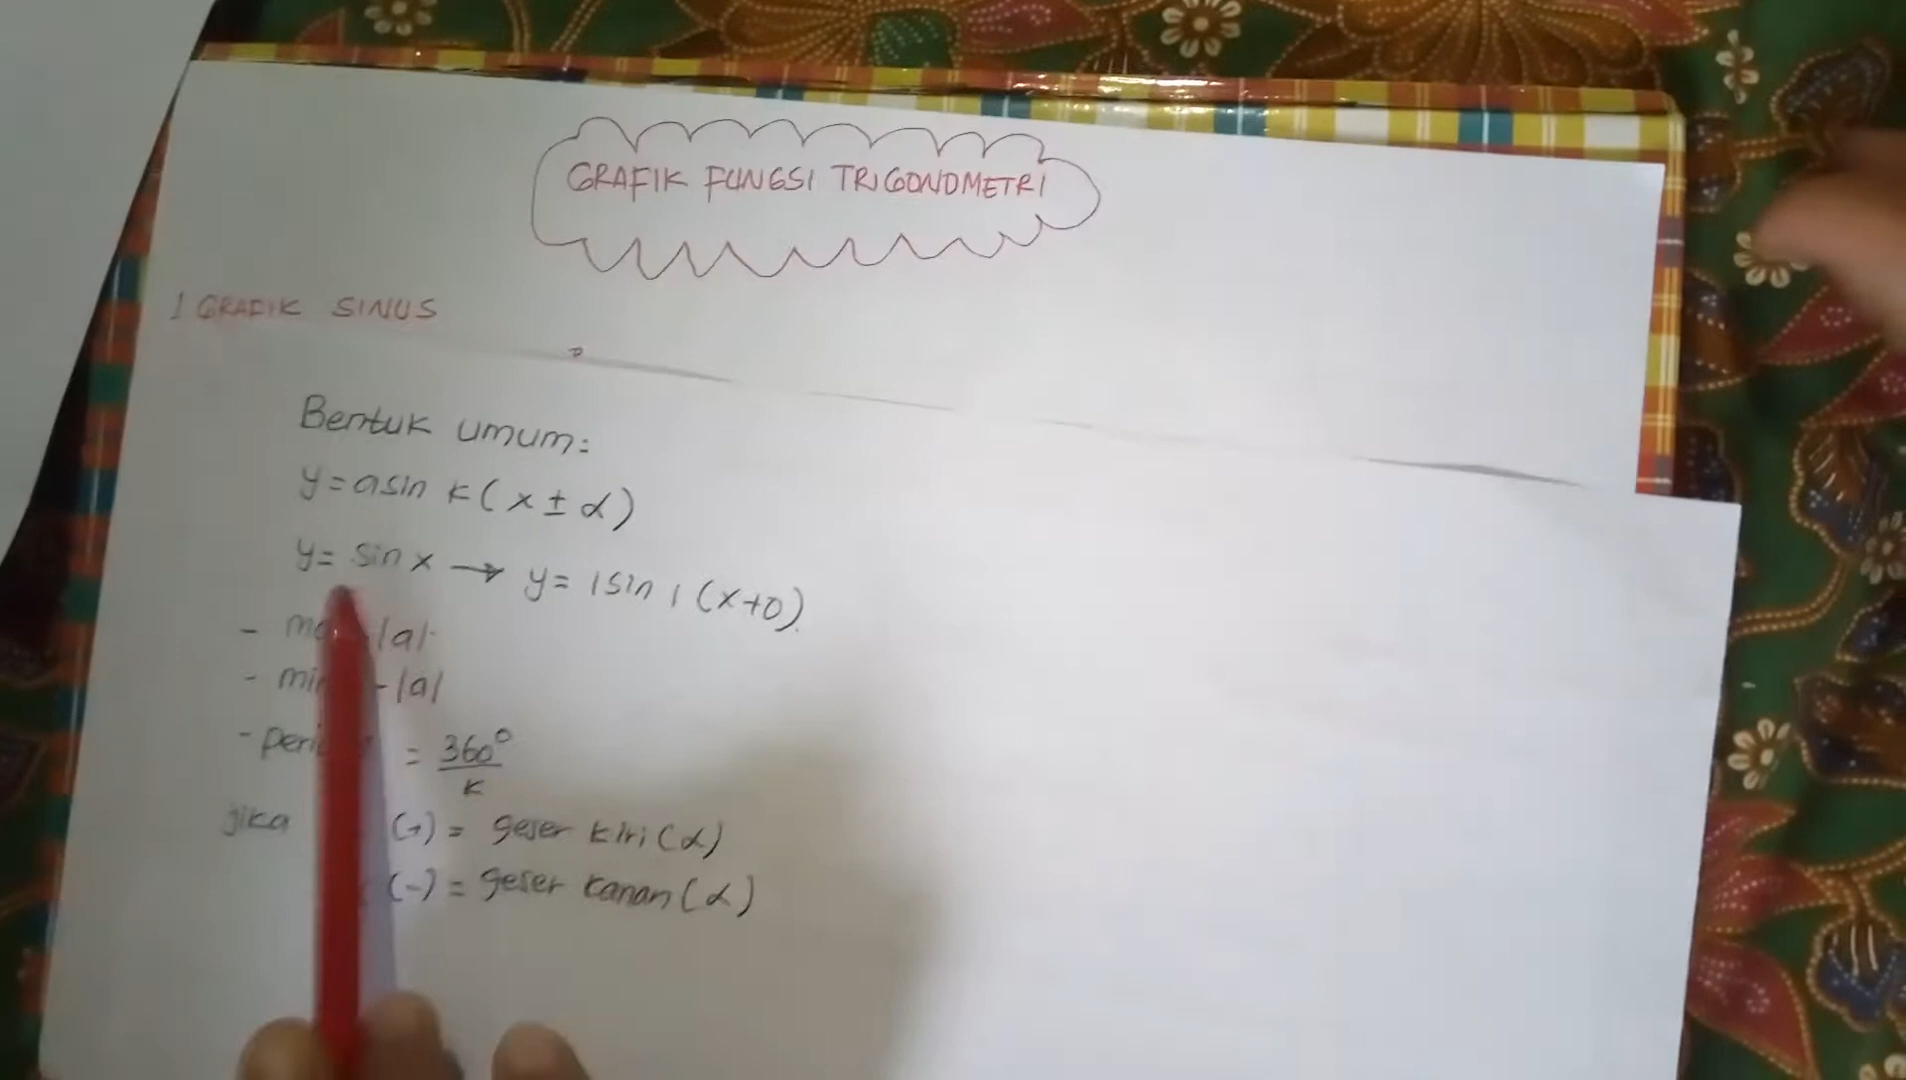 GRAFIK FUNGSI TRIGONOMETRI
1 GRAFIK SINUS
Bentuk umum:
y = a sin k (x ± α)
y = sin x → y = 1 sin 1 (x+0).
- |a|
- - |a|
- = 360°
k
jika (+) = geser kiri (α)
(-) = geser kanan (α)